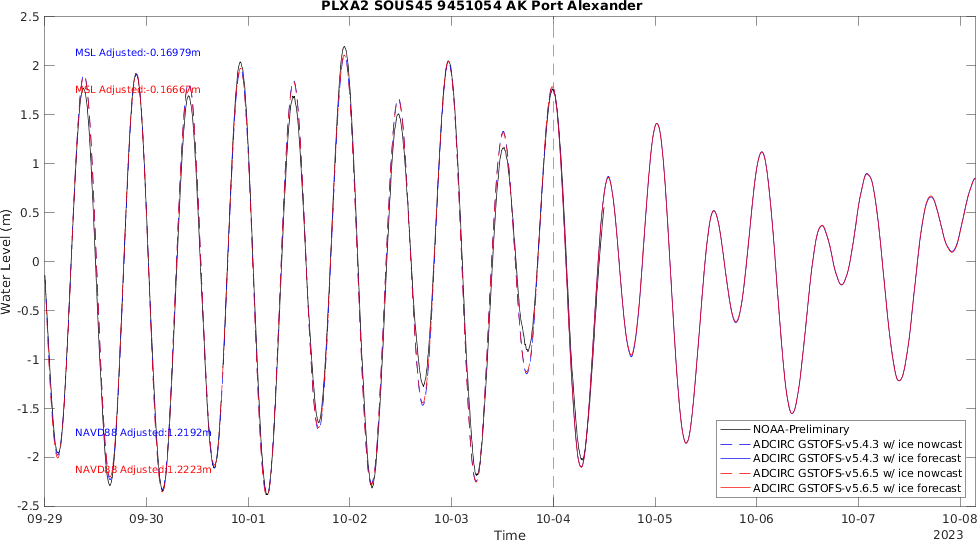 PLXA2 SOUS45 9451054 AK Port Alexander
2.5
2
1.5
1
0.5
0
-0.5
-1
-1.5
-2
-2.5
Water Level (m)
MSL Adjusted:-0.16979m
MSL Adjusted:-0.16667m
NAVD88 Adjusted:1.2192m
NAVD88 Adjusted:1.2223m
NOAA-Preliminary
ADCIRC GSTOFS-v5.4.3 w/ ice nowcast
ADCIRC GSTOFS-v5.4.3 w/ ice forecast
ADCIRC GSTOFS-v5.6.5 w/ ice nowcast
ADCIRC GSTOFS-v5.6.5 w/ ice forecast
09-29 09-30 10-01 10-02 10-03 10-04 10-05 10-06 10-07 10-08
Time
2023